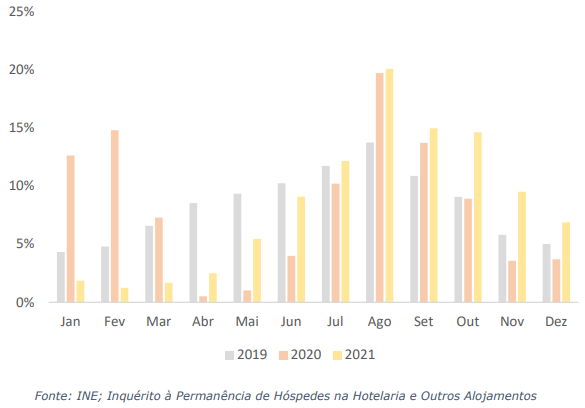 25%
20%
15%
10%
5%
0%
Jan Fev Mar Abr Mai Jun Jul Ago Set Out Nov Dez
2019 2020 2021
Fonte: INE; Inquérito à Permanência de Hóspedes na Hotelaria e Outros Alojamentos